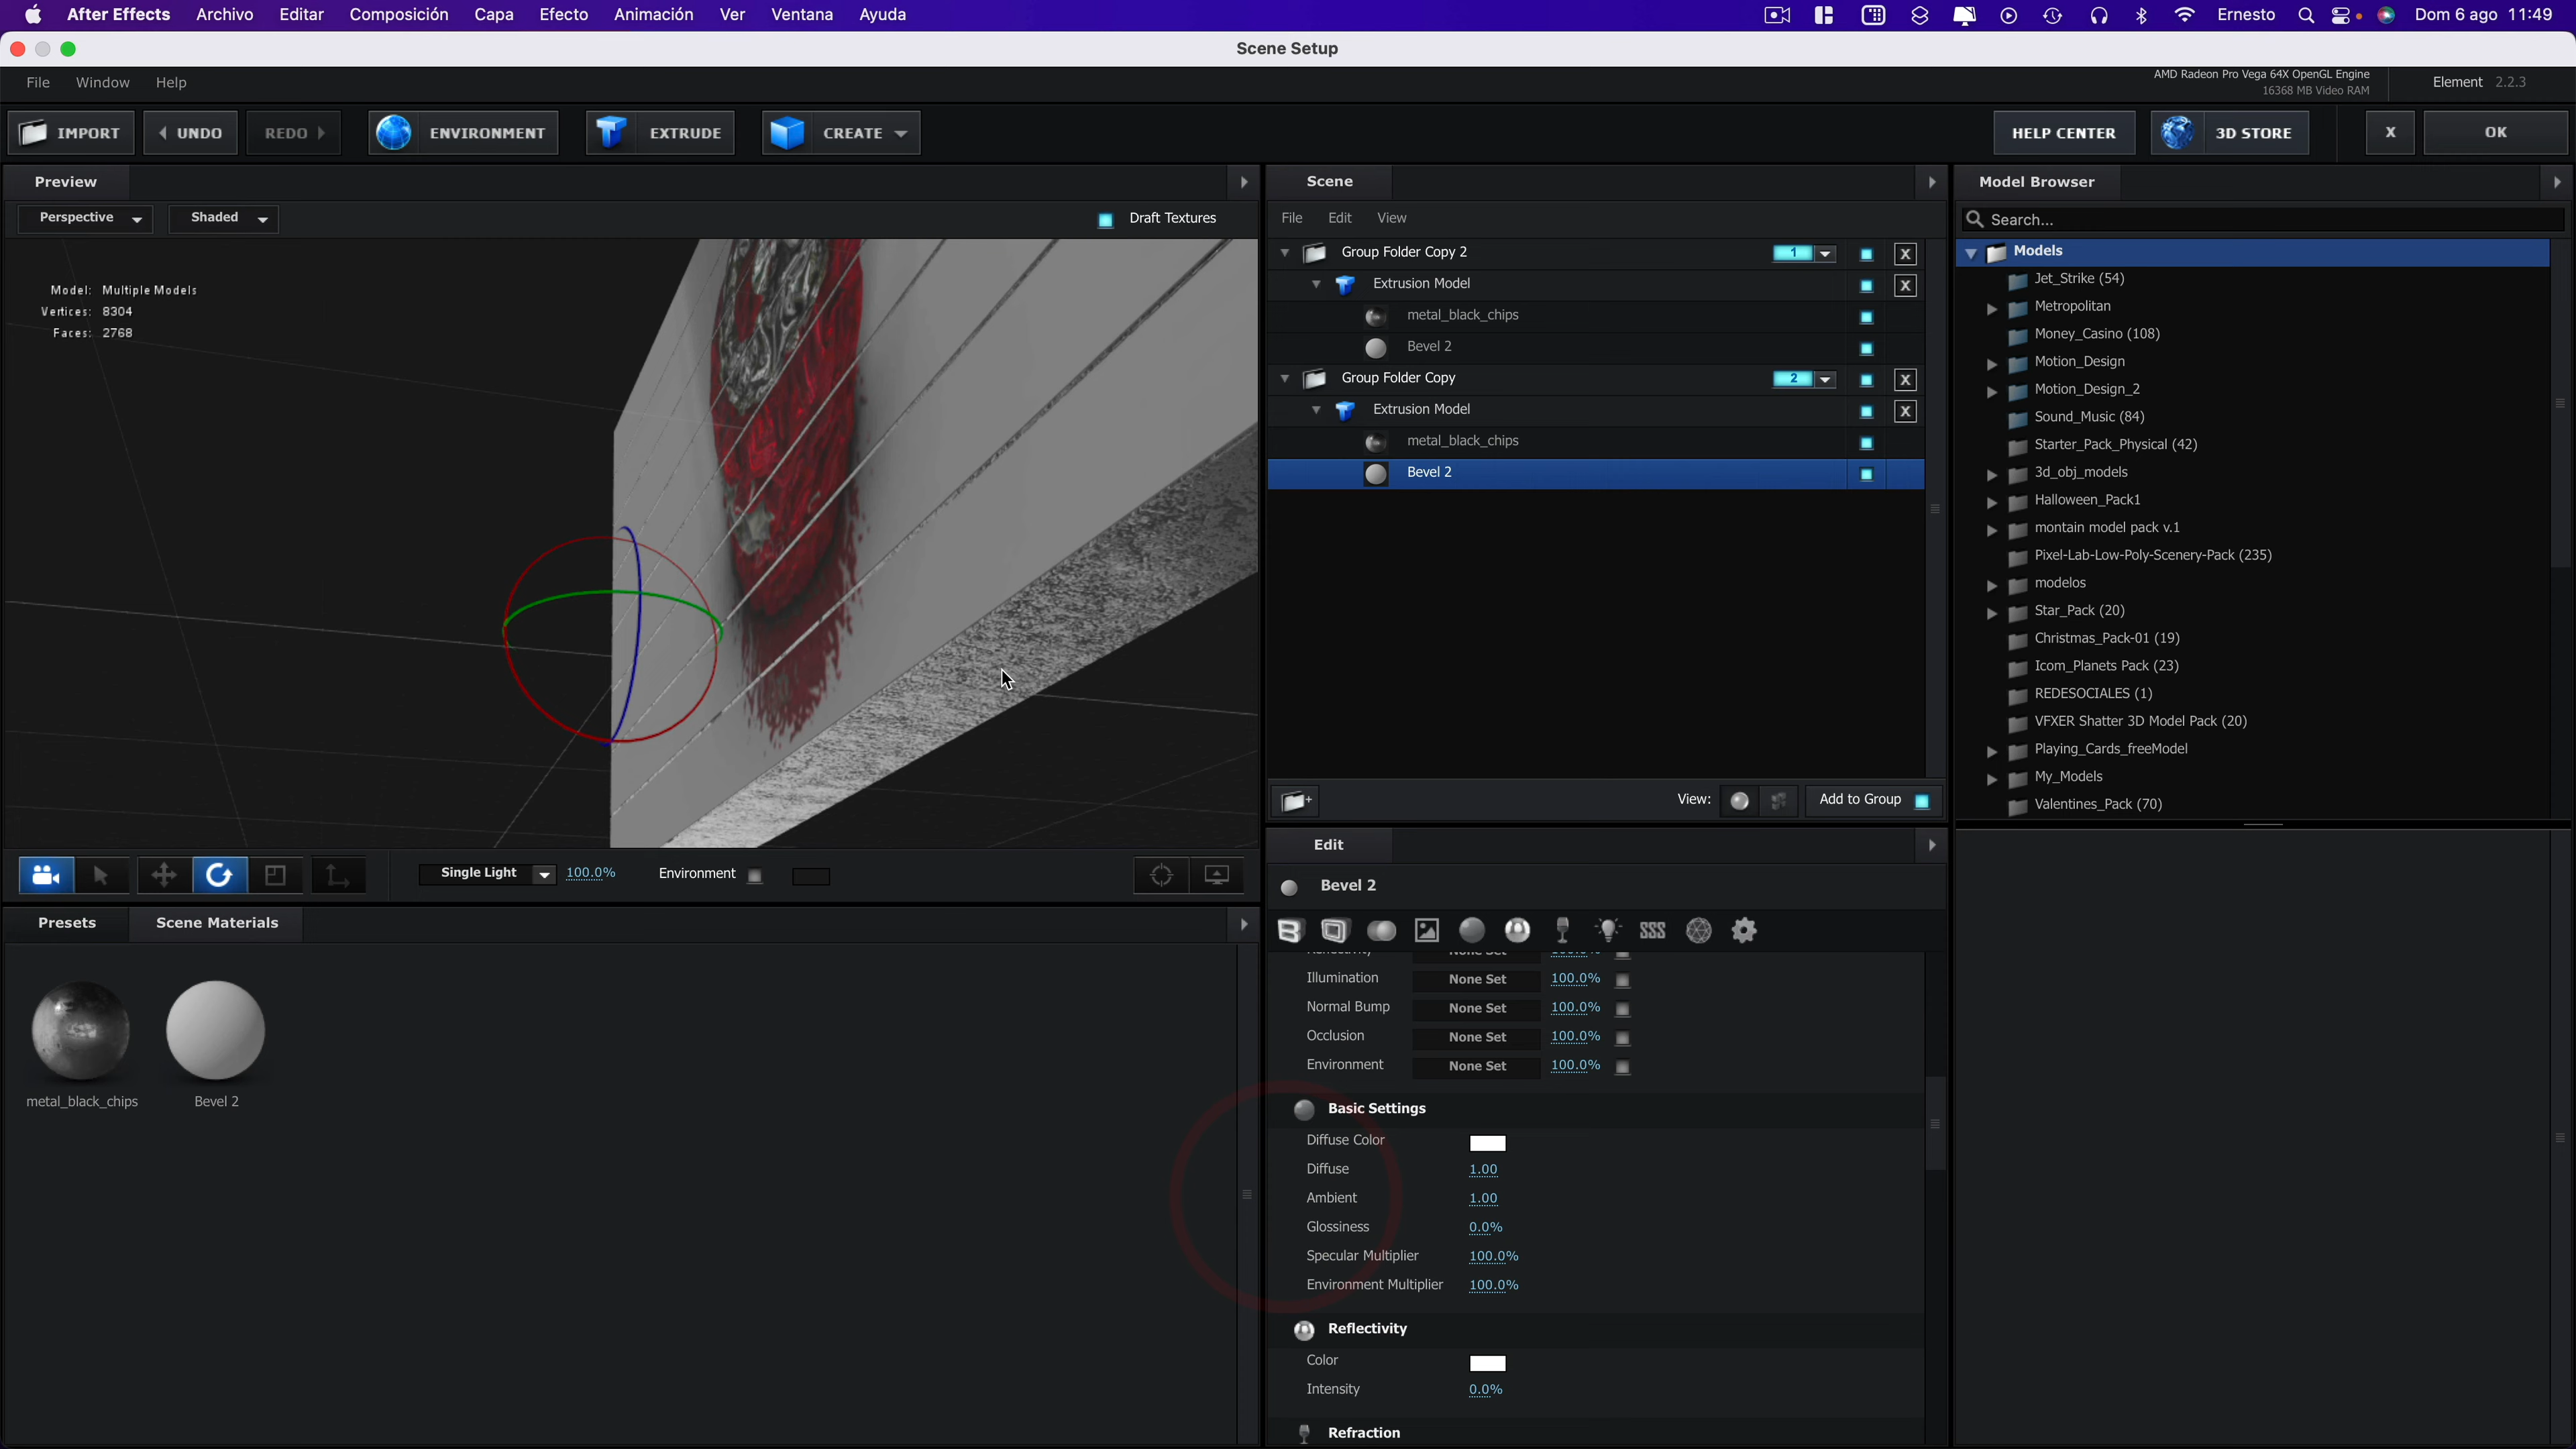 After Effects Archivo Editar Composición Capa Efecto Animación Ver Ventana Ayuda Ernesto Dom 6 ago 11:49
Scene Setup
File Window Help
AMD Radeon Pro Vega 64X OpenGL Engine
16368 MB Video RAM
Element 2.2.3
IMPORT UNDO REDO ENVIRONMENT EXTRUDE CREATE HELP CENTER 3D STORE X OK
Preview
Perspective Shaded Draft Textures
Model: Multiple Models
Vertices: 8304
Faces: 2768
Single Light 100.0% Environment
Presets Scene Materials
metal_black_chips Bevel 2
Scene
File Edit View
Group Folder Copy 2 1 X
Extrusion Model X
metal_black_chips
Bevel 2
Group Folder Copy 2 X
Extrusion Model X
metal_black_chips
Bevel 2
View: Add to Group
Edit
Bevel 2
Illumination None Set 100.0%
Normal Bump None Set 100.0%
Occlusion None Set 100.0%
Environment None Set 100.0%
Basic Settings
Diffuse Color
Diffuse 1.00
Ambient 1.00
Glossiness 0.0%
Specular Multiplier 100.0%
Environment Multiplier 100.0%
Reflectivity
Color
Intensity 0.0%
Refraction
Model Browser
Search...
Models
Jet_Strike (54)
Metropolitan
Money_Casino (108)
Motion_Design
Motion_Design_2
Sound_Music (84)
Starter_Pack_Physical (42)
3d_obj_models
Halloween_Pack1
montain model pack v.1
Pixel-Lab-Low-Poly-Scenery-Pack (235)
modelos
Star_Pack (20)
Christmas_Pack-01 (19)
Icom_Planets Pack (23)
REDESOCIALES (1)
VFXER Shatter 3D Model Pack (20)
Playing_Cards_freeModel
My_Models
Valentines_Pack (70)